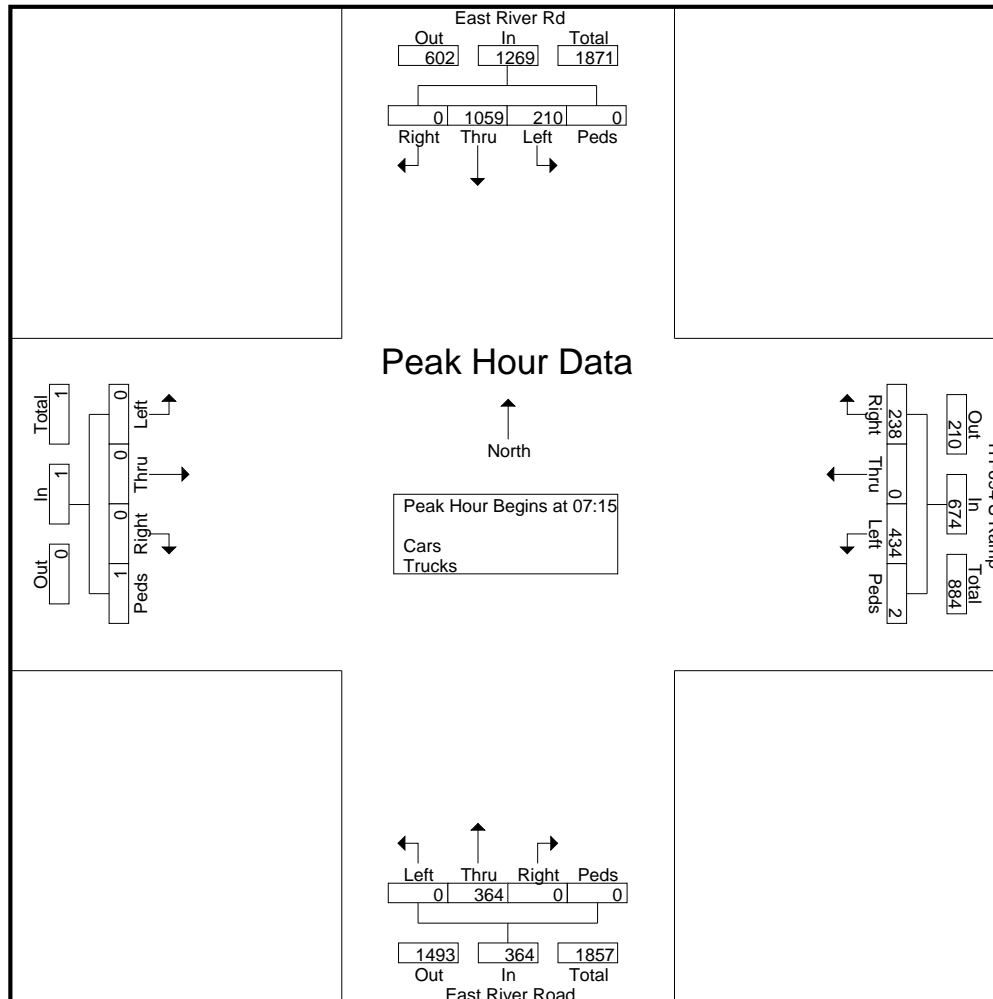 East River Rd
Out In Total
602 1269 1871
0 1059 210 0
Right Thru Left Peds
Peak Hour Data
North
Peak Hour Begins at 07:15
Cars
Trucks
Total In Out
1 1 0
0 0 0 1
Left Thru Right Peds
Right Thru Left Peds
238 0 434 2
Out In Total
210 674 884
Ramp
Left Thru Right Peds
0 364 0 0
1493 364 1857
Out In Total
East River Road